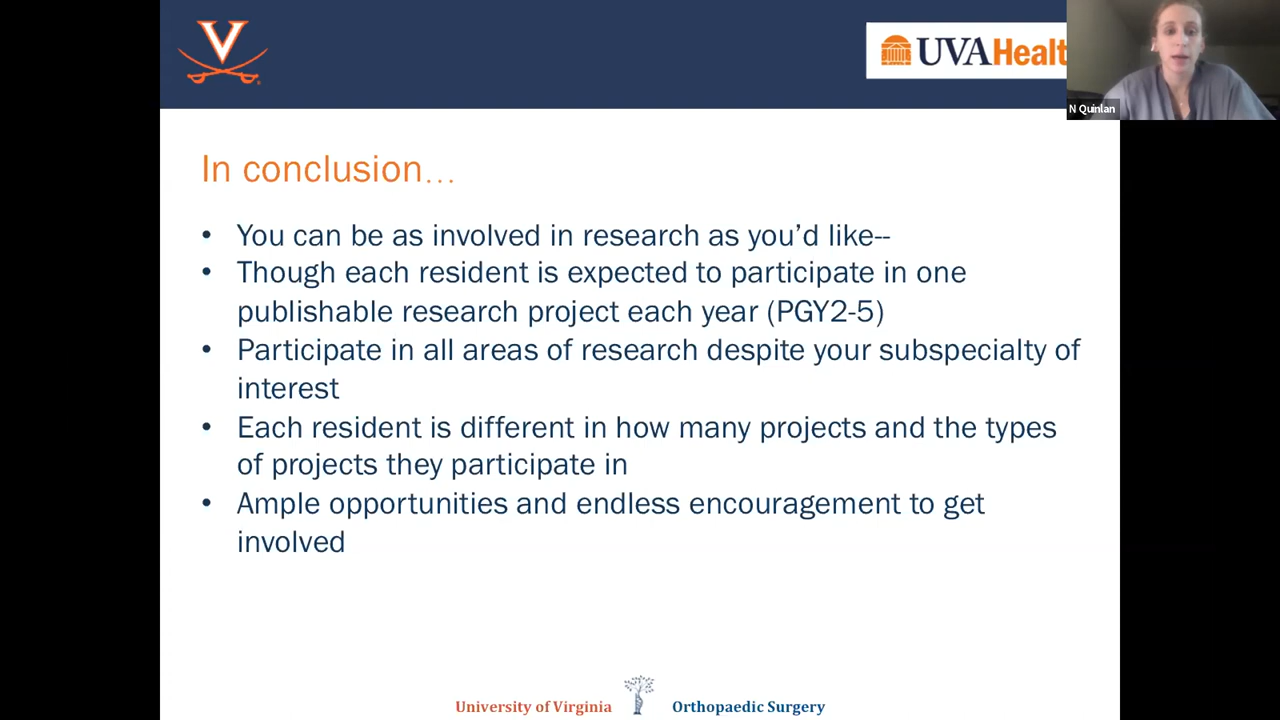 V
UVAHealt
N Quinlan
In conclusion...
• You can be as involved in research as you'd like--
• Though each resident is expected to participate in one
publishable research project each year (PGY2-5)
• Participate in all areas of research despite your subspecialty of
interest
• Each resident is different in how many projects and the types
of projects they participate in
• Ample opportunities and endless encouragement to get
involved
University of Virginia Orthopaedic Surgery